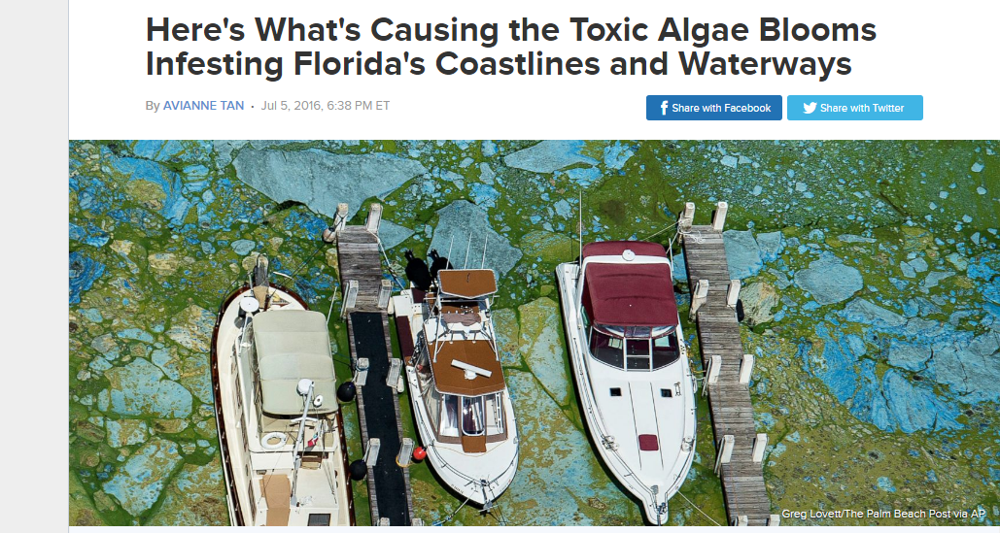 Here's What's Causing the Toxic Algae Blooms
Infesting Florida's Coastlines and Waterways
By AVIANNE TAN • Jul 5, 2016, 6:38 PM ET
Share with Facebook
Share with Twitter
Greg Lovett/The Palm Beach Post via AP